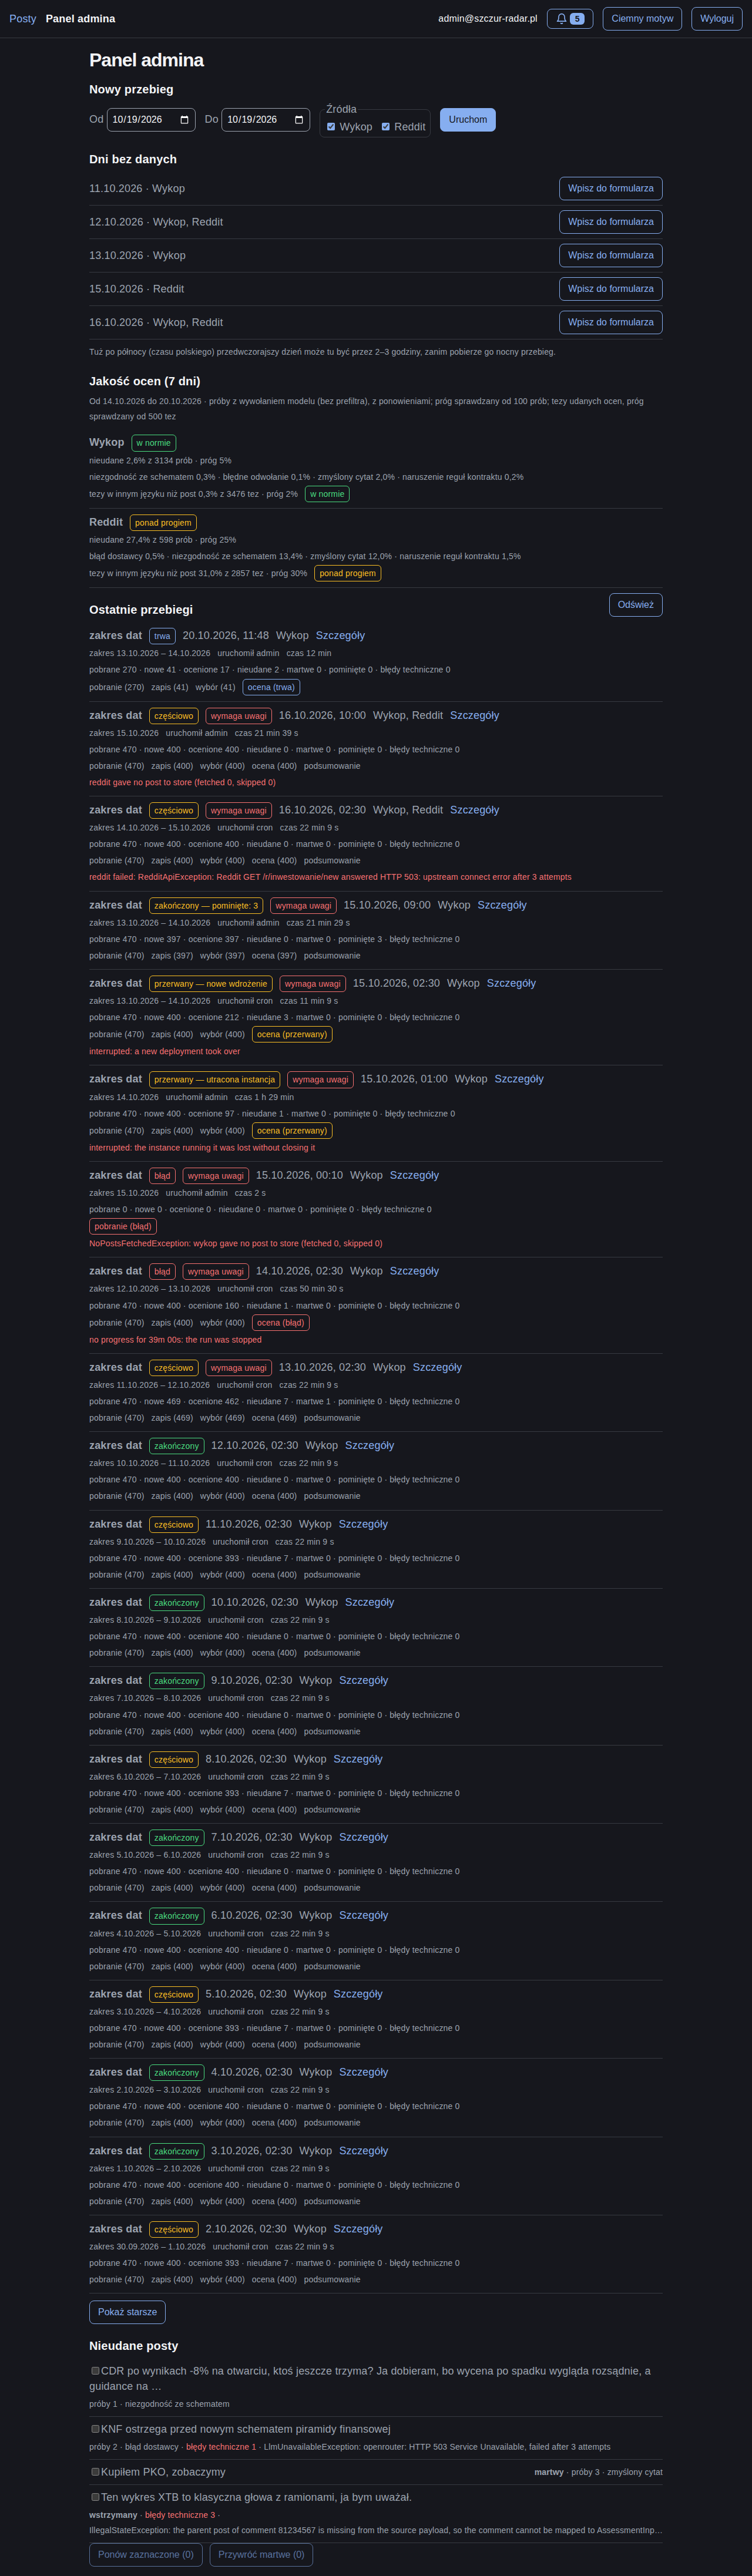 Posty Panel admina admin@szczur-radar.pl 5 Ciemny motyw Wyloguj
Panel admina
Nowy przebieg
Od 10/19/2026 Do 10/19/2026 Źródła Wykop Reddit Uruchom
Dni bez danych
11.10.2026 · Wykop Wpisz do formularza
12.10.2026 · Wykop, Reddit Wpisz do formularza
13.10.2026 · Wykop Wpisz do formularza
15.10.2026 · Reddit Wpisz do formularza
16.10.2026 · Wykop, Reddit Wpisz do formularza
Tuż po północy (czasu polskiego) przedwczorajszy dzień może tu być przez 2–3 godziny, zanim pobierze go nocny przebieg.
Jakość ocen (7 dni)
Od 14.10.2026 do 20.10.2026 · próby z wywołaniem modelu (bez prefiltra), z ponowieniami; próg sprawdzany od 100 prób; tezy udanych ocen, próg
sprawdzany od 500 tez
Wykop w normie
nieudane 2,6% z 3134 prób · próg 5%
niezgodność ze schematem 0,3% · błędne odwołanie 0,1% · zmyślony cytat 2,0% · naruszenie reguł kontraktu 0,2%
tezy w innym języku niż post 0,3% z 3476 tez · próg 2% w normie
Reddit ponad progiem
nieudane 27,4% z 598 prób · próg 25%
błąd dostawcy 0,5% · niezgodność ze schematem 13,4% · zmyślony cytat 12,0% · naruszenie reguł kontraktu 1,5%
tezy w innym języku niż post 31,0% z 2857 tez · próg 30% ponad progiem
Ostatnie przebiegi Odśwież
zakres dat trwa 20.10.2026, 11:48 Wykop Szczegóły
zakres 13.10.2026 – 14.10.2026 uruchomił admin czas 12 min
pobrane 270 · nowe 41 · ocenione 17 · nieudane 2 · martwe 0 · pominięte 0 · błędy techniczne 0
pobranie (270) zapis (41) wybór (41) ocena (trwa)
zakres dat częściowo wymaga uwagi 16.10.2026, 10:00 Wykop, Reddit Szczegóły
zakres 15.10.2026 uruchomił admin czas 21 min 39 s
pobrane 470 · nowe 400 · ocenione 400 · nieudane 0 · martwe 0 · pominięte 0 · błędy techniczne 0
pobranie (470) zapis (400) wybór (400) ocena (400) podsumowanie
reddit gave no post to store (fetched 0, skipped 0)
zakres dat częściowo wymaga uwagi 16.10.2026, 02:30 Wykop, Reddit Szczegóły
zakres 14.10.2026 – 15.10.2026 uruchomił cron czas 22 min 9 s
pobrane 470 · nowe 400 · ocenione 400 · nieudane 0 · martwe 0 · pominięte 0 · błędy techniczne 0
pobranie (470) zapis (400) wybór (400) ocena (400) podsumowanie
reddit failed: RedditApiException: Reddit GET /r/inwestowanie/new answered HTTP 503: upstream connect error after 3 attempts
zakres dat zakończony — pominięte: 3 wymaga uwagi 15.10.2026, 09:00 Wykop Szczegóły
zakres 13.10.2026 – 14.10.2026 uruchomił admin czas 21 min 29 s
pobrane 470 · nowe 397 · ocenione 397 · nieudane 0 · martwe 0 · pominięte 3 · błędy techniczne 0
pobranie (470) zapis (397) wybór (397) ocena (397) podsumowanie
zakres dat przerwany — nowe wdrożenie wymaga uwagi 15.10.2026, 02:30 Wykop Szczegóły
zakres 13.10.2026 – 14.10.2026 uruchomił cron czas 11 min 9 s
pobrane 470 · nowe 400 · ocenione 212 · nieudane 3 · martwe 0 · pominięte 0 · błędy techniczne 0
pobranie (470) zapis (400) wybór (400) ocena (przerwany)
interrupted: a new deployment took over
zakres dat przerwany — utracona instancja wymaga uwagi 15.10.2026, 01:00 Wykop Szczegóły
zakres 14.10.2026 uruchomił admin czas 1 h 29 min
pobrane 470 · nowe 400 · ocenione 97 · nieudane 1 · martwe 0 · pominięte 0 · błędy techniczne 0
pobranie (470) zapis (400) wybór (400) ocena (przerwany)
interrupted: the instance running it was lost without closing it
zakres dat błąd wymaga uwagi 15.10.2026, 00:10 Wykop Szczegóły
zakres 15.10.2026 uruchomił admin czas 2 s
pobrane 0 · nowe 0 · ocenione 0 · nieudane 0 · martwe 0 · pominięte 0 · błędy techniczne 0
pobranie (błąd)
NoPostsFetchedException: wykop gave no post to store (fetched 0, skipped 0)
zakres dat błąd wymaga uwagi 14.10.2026, 02:30 Wykop Szczegóły
zakres 12.10.2026 – 13.10.2026 uruchomił cron czas 50 min 30 s
pobrane 470 · nowe 400 · ocenione 160 · nieudane 1 · martwe 0 · pominięte 0 · błędy techniczne 0
pobranie (470) zapis (400) wybór (400) ocena (błąd)
no progress for 39m 00s: the run was stopped
zakres dat częściowo wymaga uwagi 13.10.2026, 02:30 Wykop Szczegóły
zakres 11.10.2026 – 12.10.2026 uruchomił cron czas 22 min 9 s
pobrane 470 · nowe 469 · ocenione 462 · nieudane 7 · martwe 1 · pominięte 0 · błędy techniczne 0
pobranie (470) zapis (469) wybór (469) ocena (469) podsumowanie
zakres dat zakończony 12.10.2026, 02:30 Wykop Szczegóły
zakres 10.10.2026 – 11.10.2026 uruchomił cron czas 22 min 9 s
pobrane 470 · nowe 400 · ocenione 400 · nieudane 0 · martwe 0 · pominięte 0 · błędy techniczne 0
pobranie (470) zapis (400) wybór (400) ocena (400) podsumowanie
zakres dat częściowo 11.10.2026, 02:30 Wykop Szczegóły
zakres 9.10.2026 – 10.10.2026 uruchomił cron czas 22 min 9 s
pobrane 470 · nowe 400 · ocenione 393 · nieudane 7 · martwe 0 · pominięte 0 · błędy techniczne 0
pobranie (470) zapis (400) wybór (400) ocena (400) podsumowanie
zakres dat zakończony 10.10.2026, 02:30 Wykop Szczegóły
zakres 8.10.2026 – 9.10.2026 uruchomił cron czas 22 min 9 s
pobrane 470 · nowe 400 · ocenione 400 · nieudane 0 · martwe 0 · pominięte 0 · błędy techniczne 0
pobranie (470) zapis (400) wybór (400) ocena (400) podsumowanie
zakres dat zakończony 9.10.2026, 02:30 Wykop Szczegóły
zakres 7.10.2026 – 8.10.2026 uruchomił cron czas 22 min 9 s
pobrane 470 · nowe 400 · ocenione 400 · nieudane 0 · martwe 0 · pominięte 0 · błędy techniczne 0
pobranie (470) zapis (400) wybór (400) ocena (400) podsumowanie
zakres dat częściowo 8.10.2026, 02:30 Wykop Szczegóły
zakres 6.10.2026 – 7.10.2026 uruchomił cron czas 22 min 9 s
pobrane 470 · nowe 400 · ocenione 393 · nieudane 7 · martwe 0 · pominięte 0 · błędy techniczne 0
pobranie (470) zapis (400) wybór (400) ocena (400) podsumowanie
zakres dat zakończony 7.10.2026, 02:30 Wykop Szczegóły
zakres 5.10.2026 – 6.10.2026 uruchomił cron czas 22 min 9 s
pobrane 470 · nowe 400 · ocenione 400 · nieudane 0 · martwe 0 · pominięte 0 · błędy techniczne 0
pobranie (470) zapis (400) wybór (400) ocena (400) podsumowanie
zakres dat zakończony 6.10.2026, 02:30 Wykop Szczegóły
zakres 4.10.2026 – 5.10.2026 uruchomił cron czas 22 min 9 s
pobrane 470 · nowe 400 · ocenione 400 · nieudane 0 · martwe 0 · pominięte 0 · błędy techniczne 0
pobranie (470) zapis (400) wybór (400) ocena (400) podsumowanie
zakres dat częściowo 5.10.2026, 02:30 Wykop Szczegóły
zakres 3.10.2026 – 4.10.2026 uruchomił cron czas 22 min 9 s
pobrane 470 · nowe 400 · ocenione 393 · nieudane 7 · martwe 0 · pominięte 0 · błędy techniczne 0
pobranie (470) zapis (400) wybór (400) ocena (400) podsumowanie
zakres dat zakończony 4.10.2026, 02:30 Wykop Szczegóły
zakres 2.10.2026 – 3.10.2026 uruchomił cron czas 22 min 9 s
pobrane 470 · nowe 400 · ocenione 400 · nieudane 0 · martwe 0 · pominięte 0 · błędy techniczne 0
pobranie (470) zapis (400) wybór (400) ocena (400) podsumowanie
zakres dat zakończony 3.10.2026, 02:30 Wykop Szczegóły
zakres 1.10.2026 – 2.10.2026 uruchomił cron czas 22 min 9 s
pobrane 470 · nowe 400 · ocenione 400 · nieudane 0 · martwe 0 · pominięte 0 · błędy techniczne 0
pobranie (470) zapis (400) wybór (400) ocena (400) podsumowanie
zakres dat częściowo 2.10.2026, 02:30 Wykop Szczegóły
zakres 30.09.2026 – 1.10.2026 uruchomił cron czas 22 min 9 s
pobrane 470 · nowe 400 · ocenione 393 · nieudane 7 · martwe 0 · pominięte 0 · błędy techniczne 0
pobranie (470) zapis (400) wybór (400) ocena (400) podsumowanie
Pokaż starsze
Nieudane posty
CDR po wynikach -8% na otwarciu, ktoś jeszcze trzyma? Ja dobieram, bo wycena po spadku wygląda rozsądnie, a
guidance na …
próby 1 · niezgodność ze schematem
KNF ostrzega przed nowym schematem piramidy finansowej
próby 2 · błąd dostawcy · błędy techniczne 1 · LlmUnavailableException: openrouter: HTTP 503 Service Unavailable, failed after 3 attempts
Kupiłem PKO, zobaczymy martwy · próby 3 · zmyślony cytat
Ten wykres XTB to klasyczna głowa z ramionami, ja bym uważał.
wstrzymany · błędy techniczne 3 ·
IllegalStateException: the parent post of comment 81234567 is missing from the source payload, so the comment cannot be mapped to AssessmentInp…
Ponów zaznaczone (0) Przywróć martwe (0)